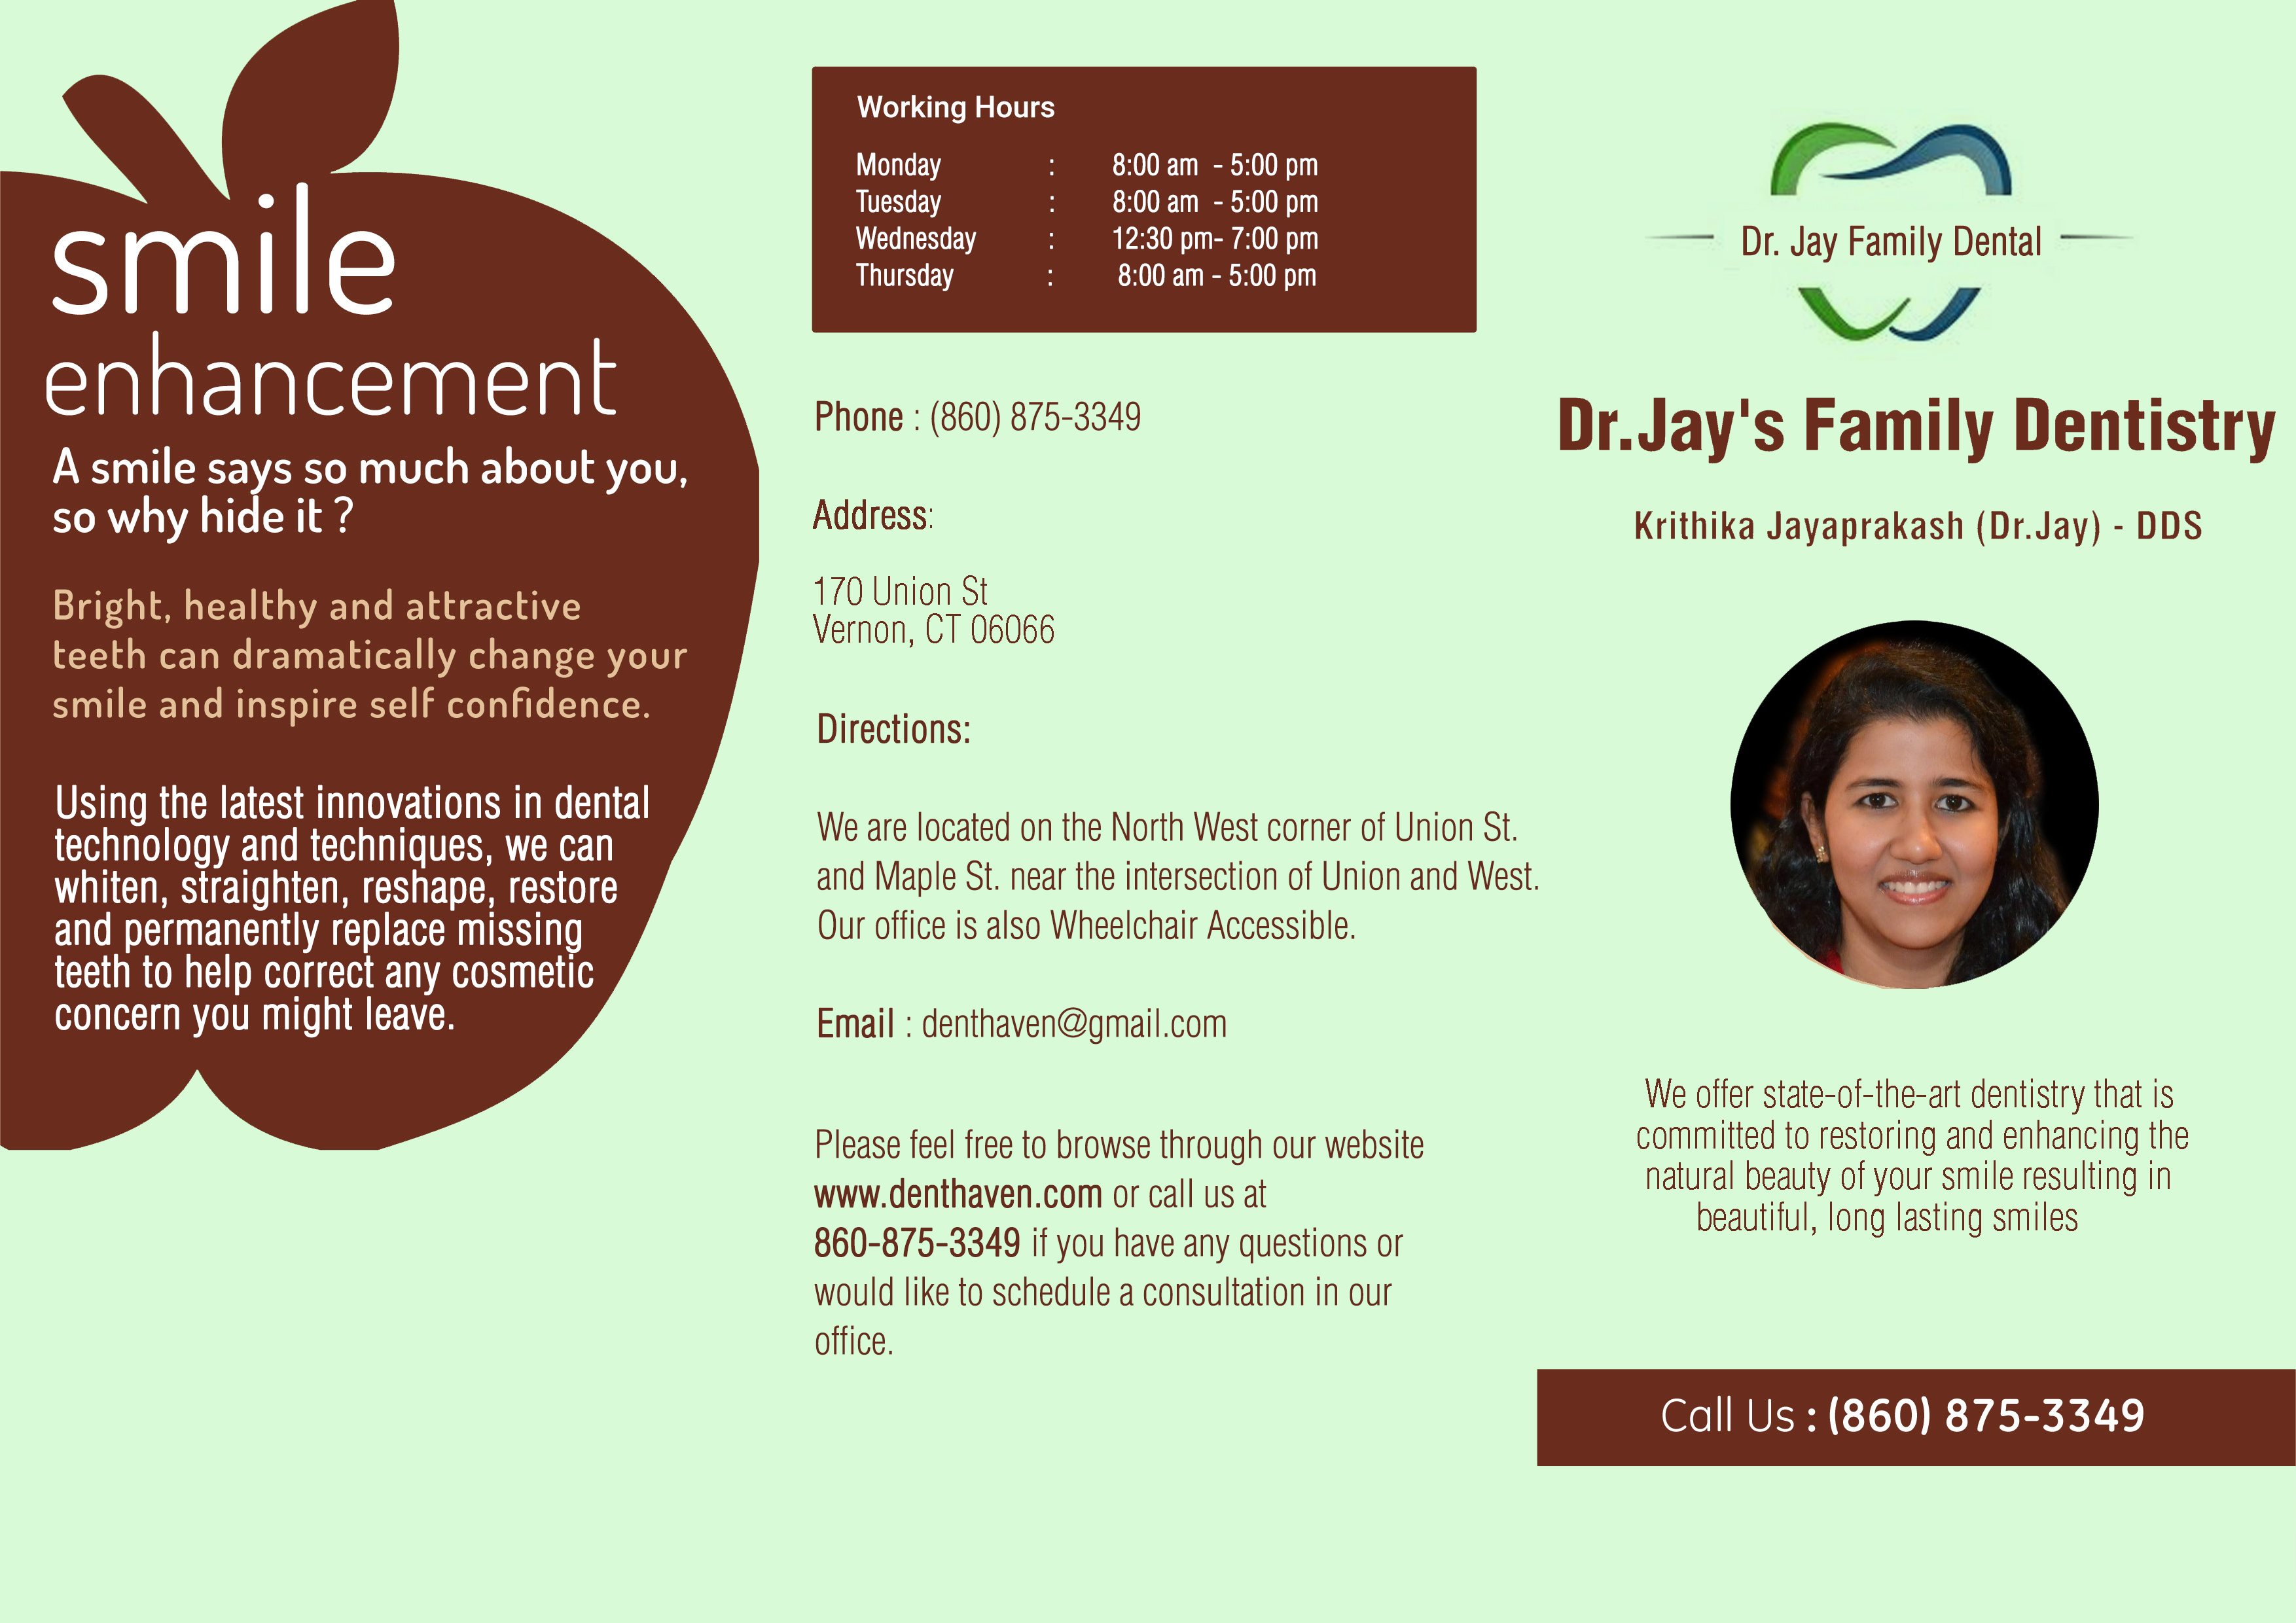 smile
enhancement
A smile says so much about you,
so why hide it ?
Bright, healthy and attractive
teeth can dramatically change your
smile and inspire self confidence.
Using the latest innovations in dental
technology and techniques, we can
whiten, straighten, reshape, restore
and permanently replace missing
teeth to help correct any cosmetic
concern you might leave.
Working Hours
Monday : 8:00 am - 5:00 pm
Tuesday : 8:00 am - 5:00 pm
Wednesday : 12:30 pm- 7:00 pm
Thursday : 8:00 am - 5:00 pm
Phone : (860) 875-3349
Address:
170 Union St
Vernon, CT 06066
Directions:
We are located on the North West corner of Union St.
and Maple St. near the intersection of Union and West.
Our office is also Wheelchair Accessible.
Email : denthaven@gmail.com
Please feel free to browse through our website
www.denthaven.com or call us at
860-875-3349 if you have any questions or
would like to schedule a consultation in our
office.
Dr. Jay Family Dental
Dr.Jay's Family Dentistry
Krithika Jayaprakash (Dr.Jay) - DDS
We offer state-of-the-art dentistry that is
committed to restoring and enhancing the
natural beauty of your smile resulting in
beautiful, long lasting smiles
Call Us : (860) 875-3349